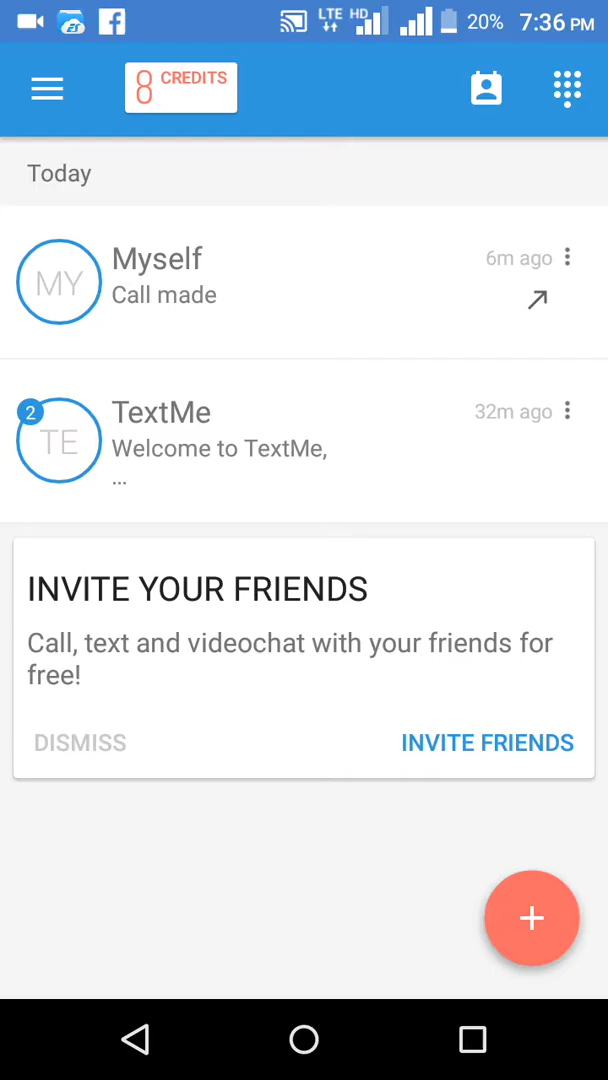 LTE HD 20% 7:36 PM
8 CREDITS
Today
MY Myself 6m ago
Call made
2 TE TextMe 32m ago
Welcome to TextMe,
...
INVITE YOUR FRIENDS
Call, text and videochat with your friends for
free!
DISMISS INVITE FRIENDS